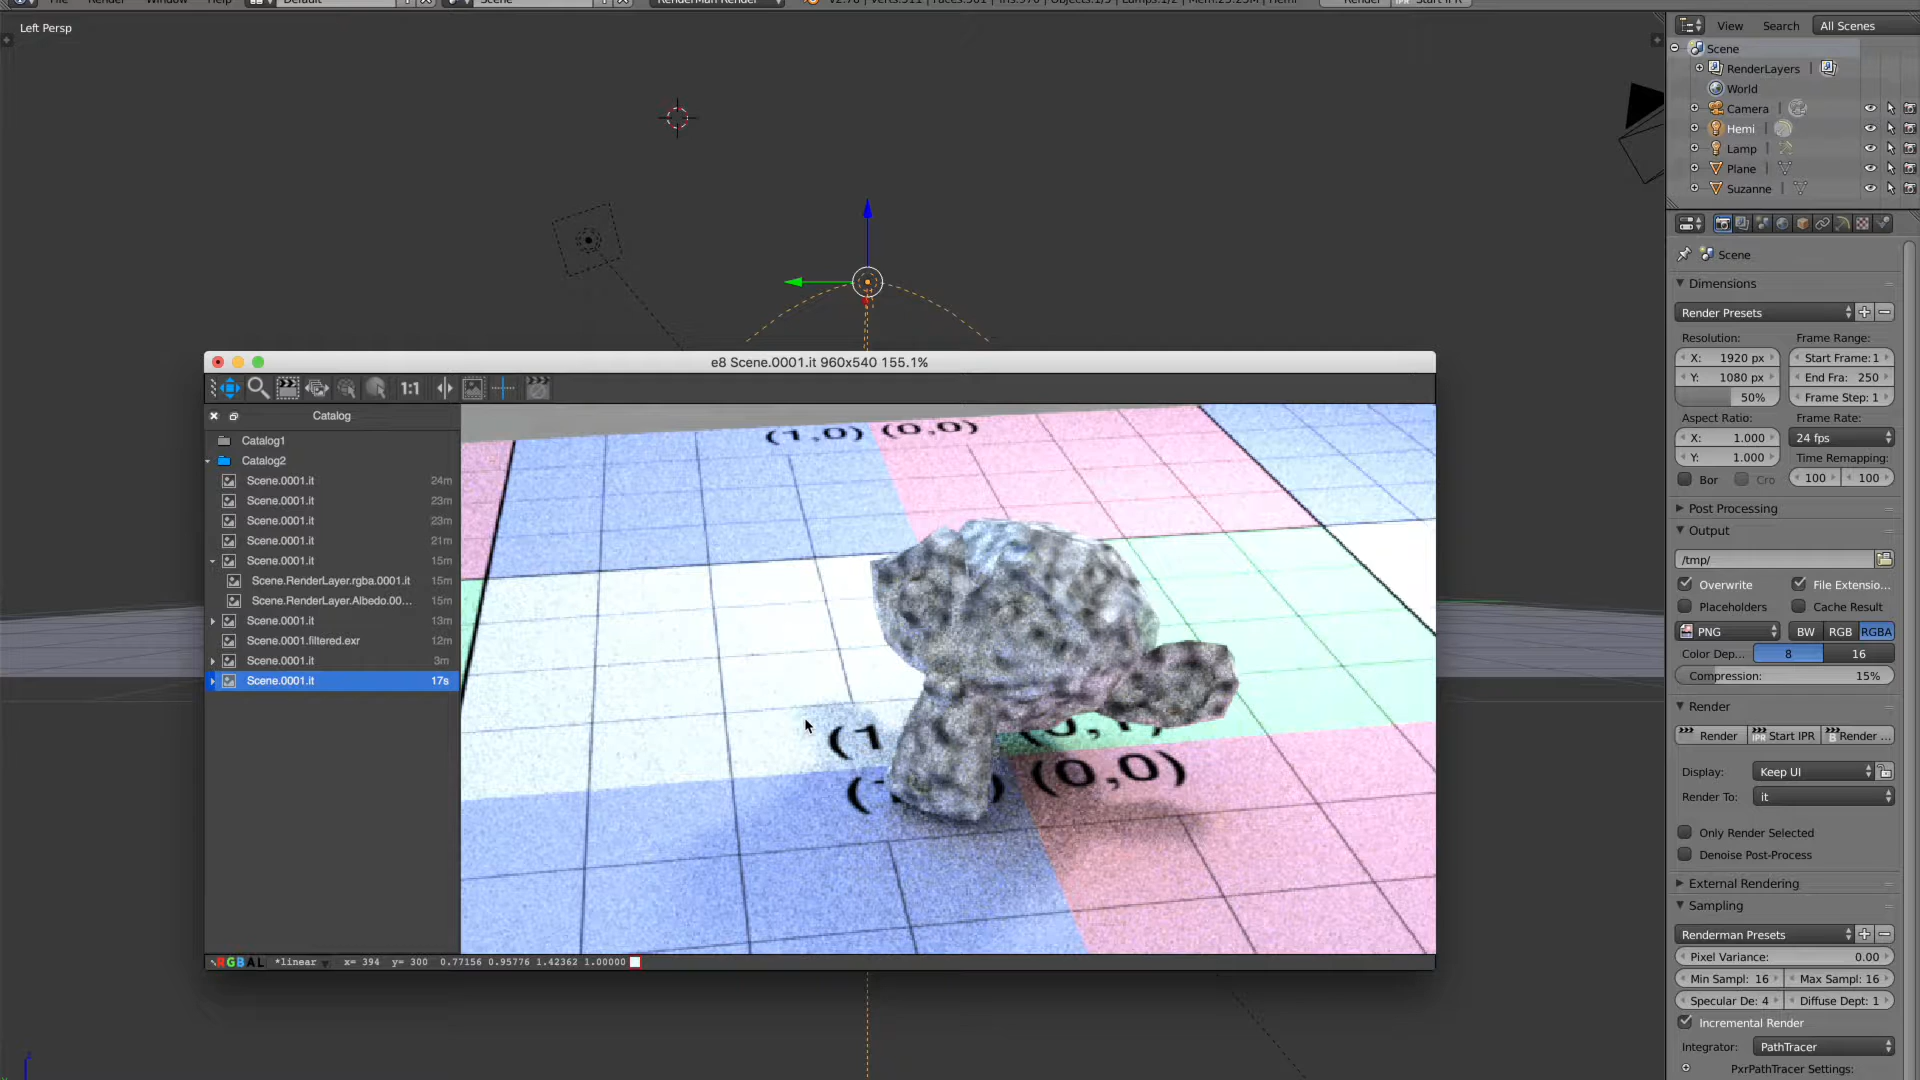 Left Persp
View Search All Scenes
Scene
RenderLayers
World
Camera
Hemi
Lamp
Plane
Suzanne
Scene
Dimensions
Render Presets
Resolution: Frame Range:
X: 1920 px Start Frame: 1
Y: 1080 px End Fra: 250
50% Frame Step: 1
Aspect Ratio: Frame Rate:
X: 1.000 24 fps
Y: 1.000 Time Remapping:
Bor Cro 100 100
Post Processing
Output
/tmp/
Overwrite File Extensio...
Placeholders Cache Result
PNG BW RGB RGBA
Color Dep... 8 16
Compression: 15%
Render
Render Start IPR Render ...
Display: Keep UI
Render To: it
Only Render Selected
Denoise Post-Process
External Rendering
Sampling
Renderman Presets
Pixel Variance: 0.00
Min Sampl: 16 Max Sampl: 16
Specular De: 4 Diffuse Dept: 1
Incremental Render
Integrator: PathTracer
PxrPathTracer Settings:
e8 Scene.0001.it 960x540 155.1%
1:1
Catalog
Catalog1
Catalog2
Scene.0001.it 24m
Scene.0001.it 23m
Scene.0001.it 23m
Scene.0001.it 21m
Scene.0001.it 15m
Scene.RenderLayer.rgba.0001.it 15m
Scene.RenderLayer.Albedo.00... 15m
Scene.0001.it 13m
Scene.0001.filtered.exr 12m
Scene.0001.it 3m
Scene.0001.it 17s
(1,0) (0,0)
(0,0)
RGBAL *linear x= 394 y= 300 0.77156 0.95776 1.42362 1.00000